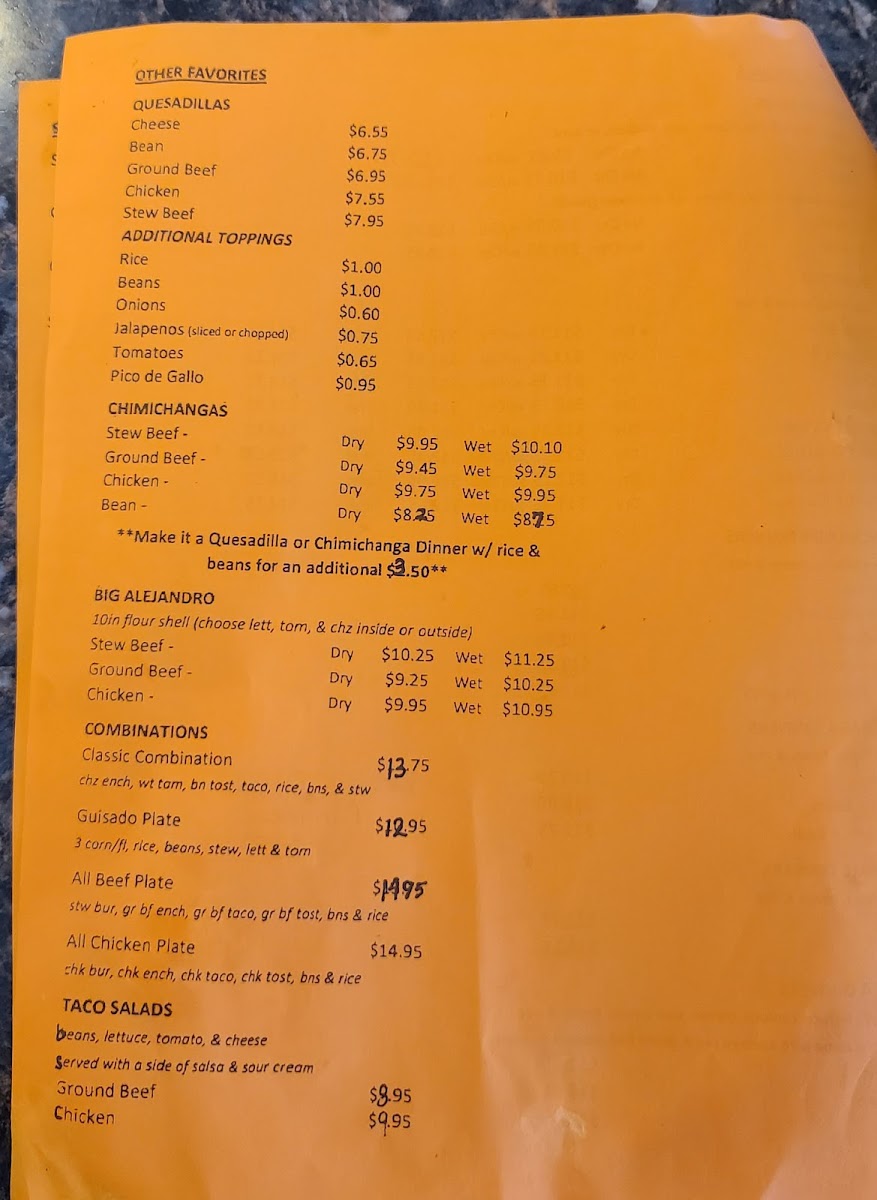 OTHER FAVORITES
QUESADILLAS
Cheese $6.55
Bean $6.75
Ground Beef $6.95
Chicken $7.55
Stew Beef $7.95
ADDITIONAL TOPPINGS
Rice $1.00
Beans $1.00
Onions $0.60
Jalapenos (sliced or chopped) $0.75
Tomatoes $0.65
Pico de Gallo $0.95
CHIMICHANGAS
Stew Beef - Dry $9.95 Wet $10.10
Ground Beef - Dry $9.45 Wet $9.75
Chicken - Dry $9.75 Wet $9.95
Bean - Dry $8.25 Wet $8.75
**Make it a Quesadilla or Chimichanga Dinner w/ rice &
beans for an additional $3.50**
BIG ALEJANDRO
10in flour shell (choose lett, tom, & chz inside or outside)
Stew Beef - Dry $10.25 Wet $11.25
Ground Beef - Dry $9.25 Wet $10.25
Chicken - Dry $9.95 Wet $10.95
COMBINATIONS
Classic Combination $13.75
chz ench, wt tam, bn tost, taco, rice, bns, & stw
Guisado Plate $12.95
3 corn/fl, rice, beans, stew, lett & tom
All Beef Plate $14.95
stw bur, gr bf ench, gr bf taco, gr bf tost, bns & rice
All Chicken Plate $14.95
chk bur, chk ench, chk taco, chk tost, bns & rice
TACO SALADS
beans, lettuce, tomato, & cheese
Served with a side of salsa & sour cream
Ground Beef $8.95
Chicken $9.95